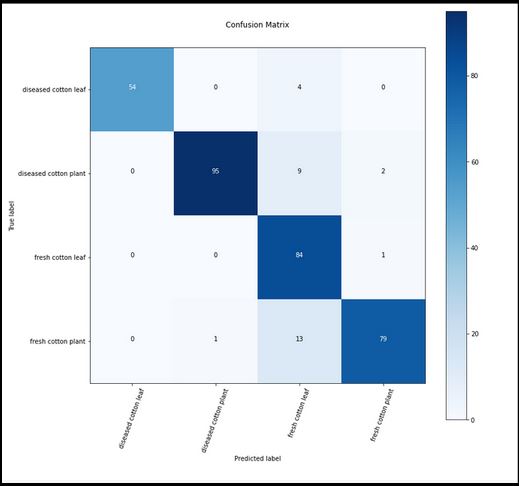 Confusion Matrix
diseased cotton leaf
54 0 4 0
diseased cotton plant
0 95 9 2
fresh cotton leaf
0 0 84 1
fresh cotton plant
0 1 13 79
True label
diseased cotton leaf
diseased cotton plant
fresh cotton leaf
fresh cotton plant
Predicted label
80
60
40
20
0